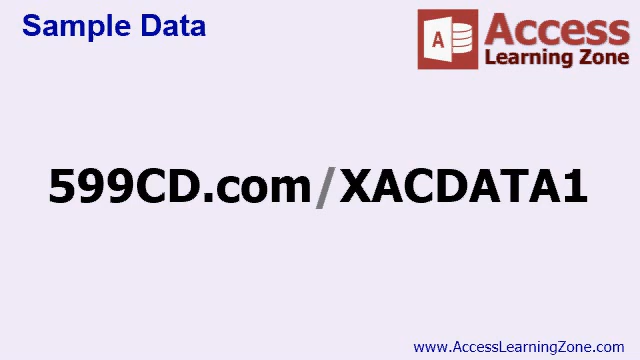 Sample Data
A
Access
Learning Zone
599CD.com/XACDATA1
www.AccessLearningZone.com